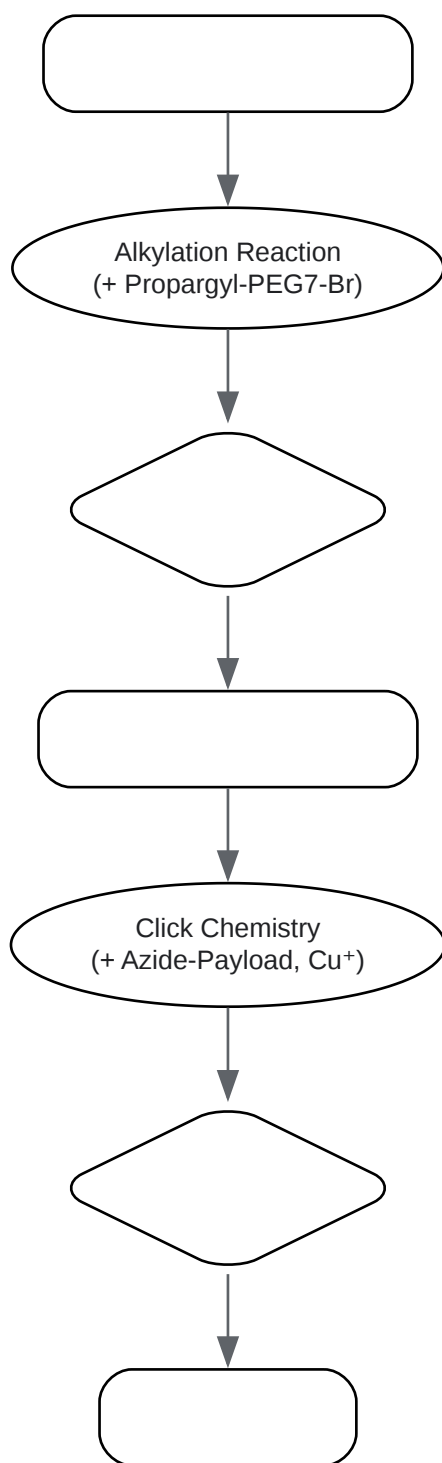 Alkylation Reaction
(+ Propargyl-PEG7-Br)
Click Chemistry
(+ Azide-Payload, Cu⁺)